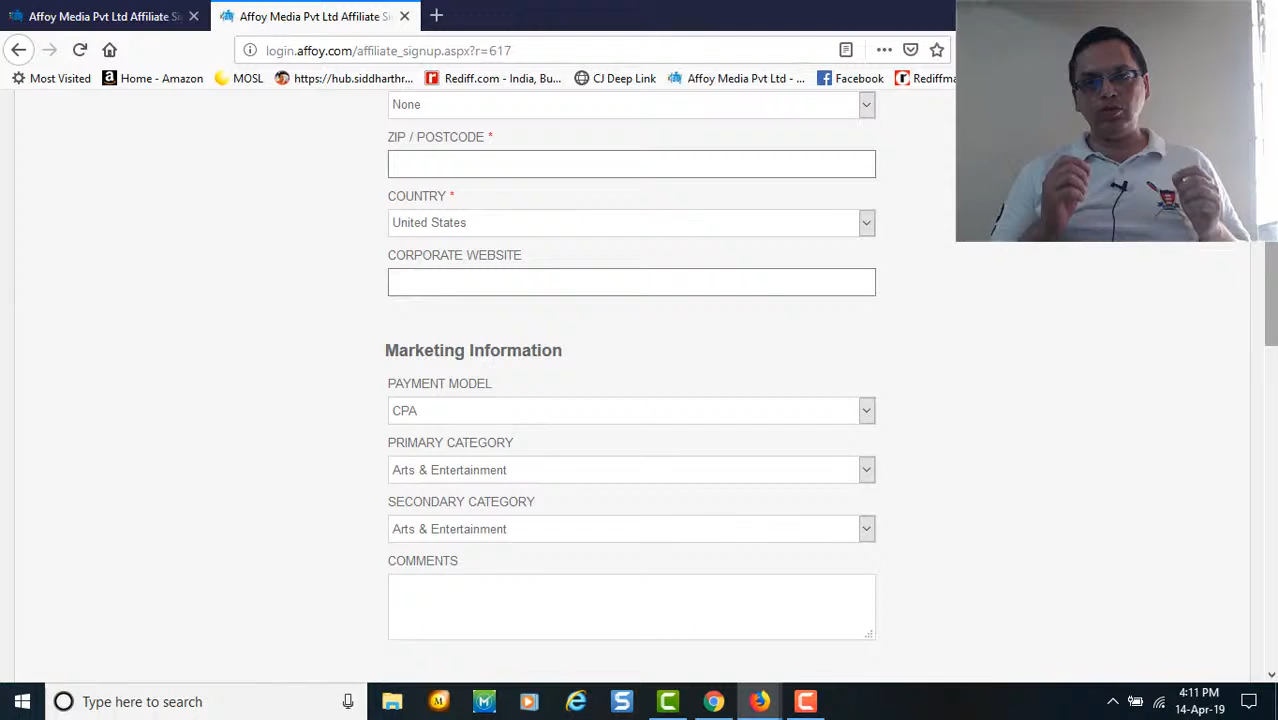 Affoy Media Pvt Ltd Affiliate Si
Affoy Media Pvt Ltd Affiliate Si
login.affoy.com/affiliate_signup.aspx?r=617
Most Visited
Home - Amazon
MOSL
https://hub.siddharthr...
Rediff.com - India, Bu...
CJ Deep Link
Affoy Media Pvt Ltd - ...
Facebook
Rediffma
None
ZIP / POSTCODE *
COUNTRY *
United States
CORPORATE WEBSITE
Marketing Information
PAYMENT MODEL
CPA
PRIMARY CATEGORY
Arts & Entertainment
SECONDARY CATEGORY
Arts & Entertainment
COMMENTS
Type here to search
4:11 PM
14-Apr-19